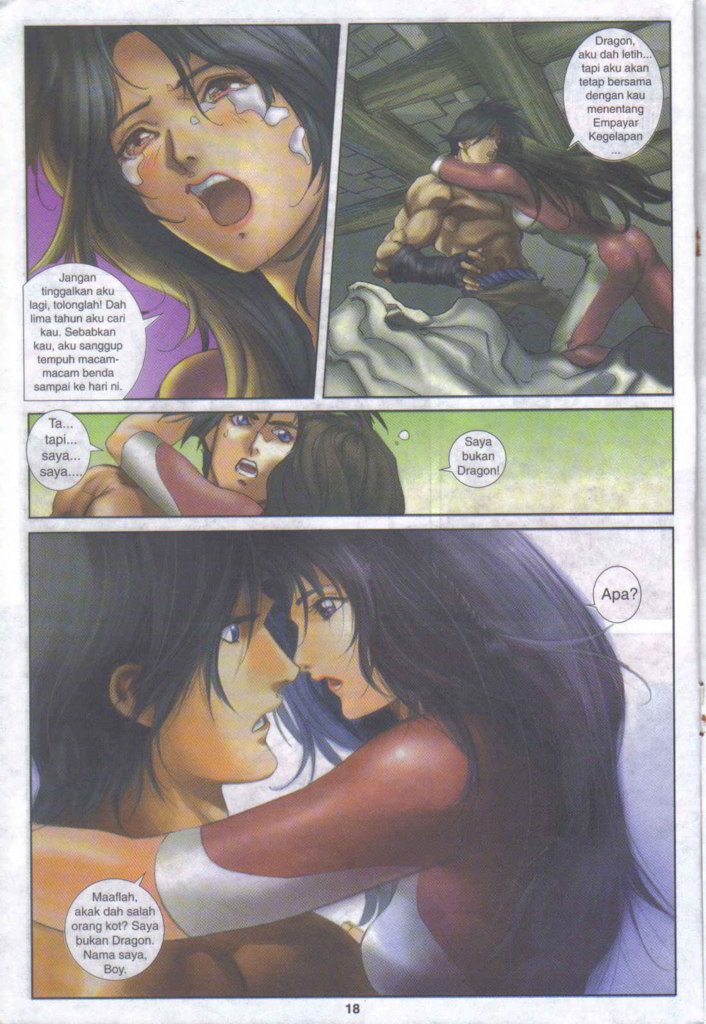 Jangan
tinggalkan aku
lagi, tolonglah! Dah
lima tahun aku cari
kau. Sebabkan
kau, aku sanggup
tempuh macam-
macam benda
sampai ke hari ni.
Dragon,
aku dah letih...
tapi aku akan
tetap bersama
dengan kau
menentang
Empayar
Kegelapan
...
Ta...
tapi...
saya...
saya....
Saya
bukan
Dragon!
Apa?
Maaflah,
akak dah salah
orang kot? Saya
bukan Dragon.
Nama saya,
Boy.
18